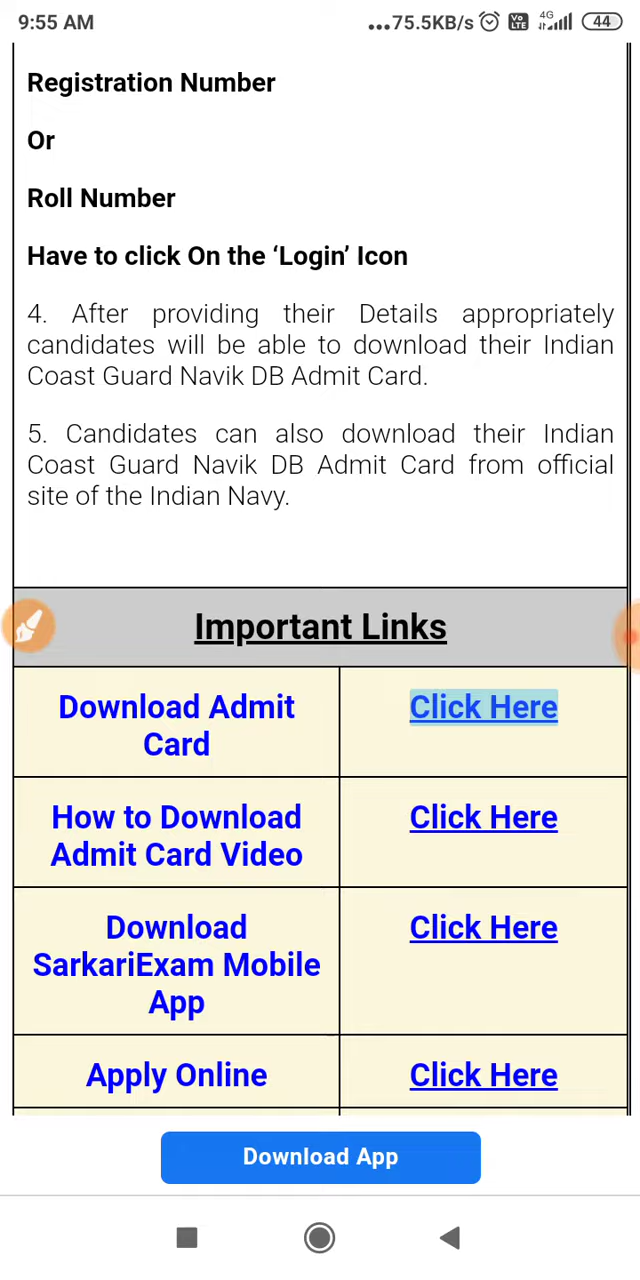 9:55 AM ...75.5KB/s Vo LTE 4G 44
Registration Number
Or
Roll Number
Have to click On the ‘Login’ Icon
4. After providing their Details appropriately
candidates will be able to download their Indian
Coast Guard Navik DB Admit Card.
5. Candidates can also download their Indian
Coast Guard Navik DB Admit Card from official
site of the Indian Navy.
Important Links
Download Admit Click Here
Card
How to Download Click Here
Admit Card Video
Download Click Here
SarkariExam Mobile
App
Apply Online Click Here
Download App